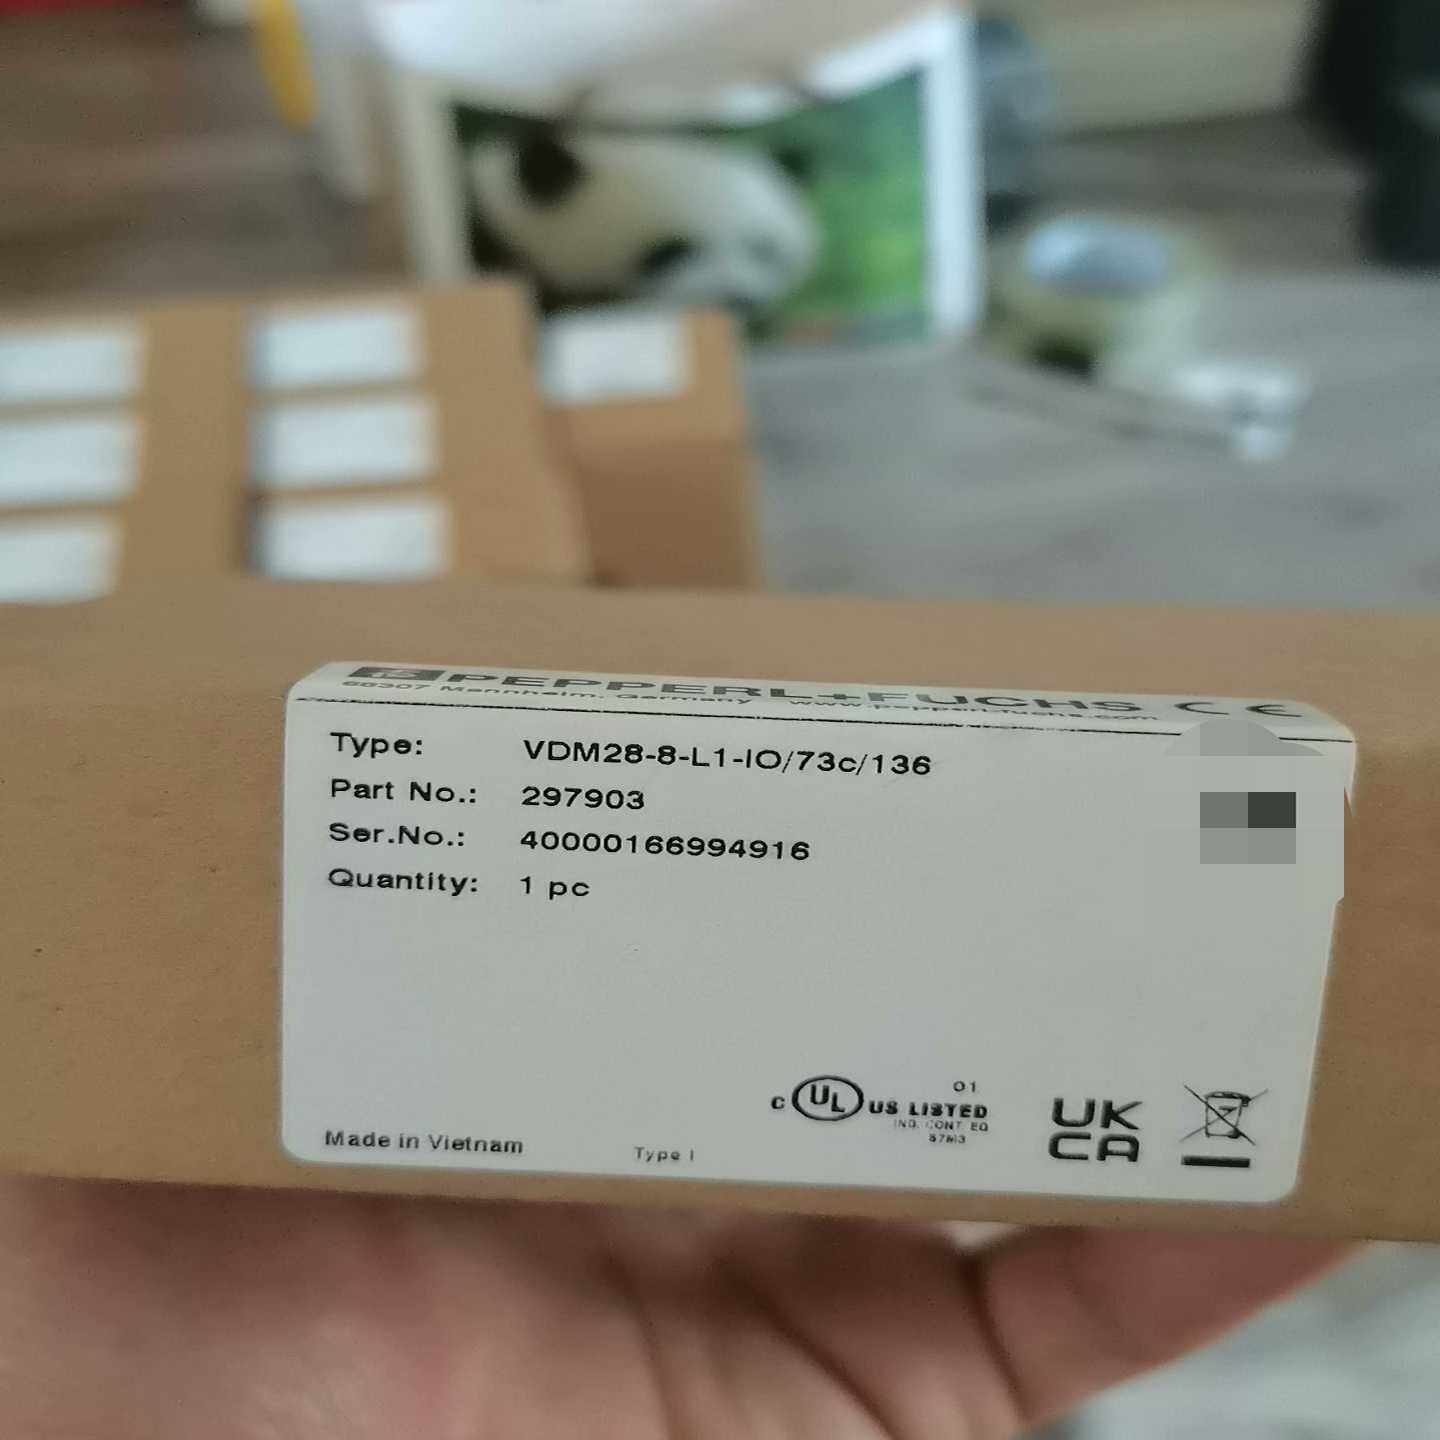 PEPPERL+FUCHS CE
68307 Mannheim, Germany www.pepperl-fuchs.com
Type: VDM28-8-L1-IO/73c/136
Part No.: 297903
Ser.No.: 40000166994916
Quantity: 1 pc
01
C UL US LISTED
IND. CONT. EQ
UK
CA
Made in Vietnam
Type I